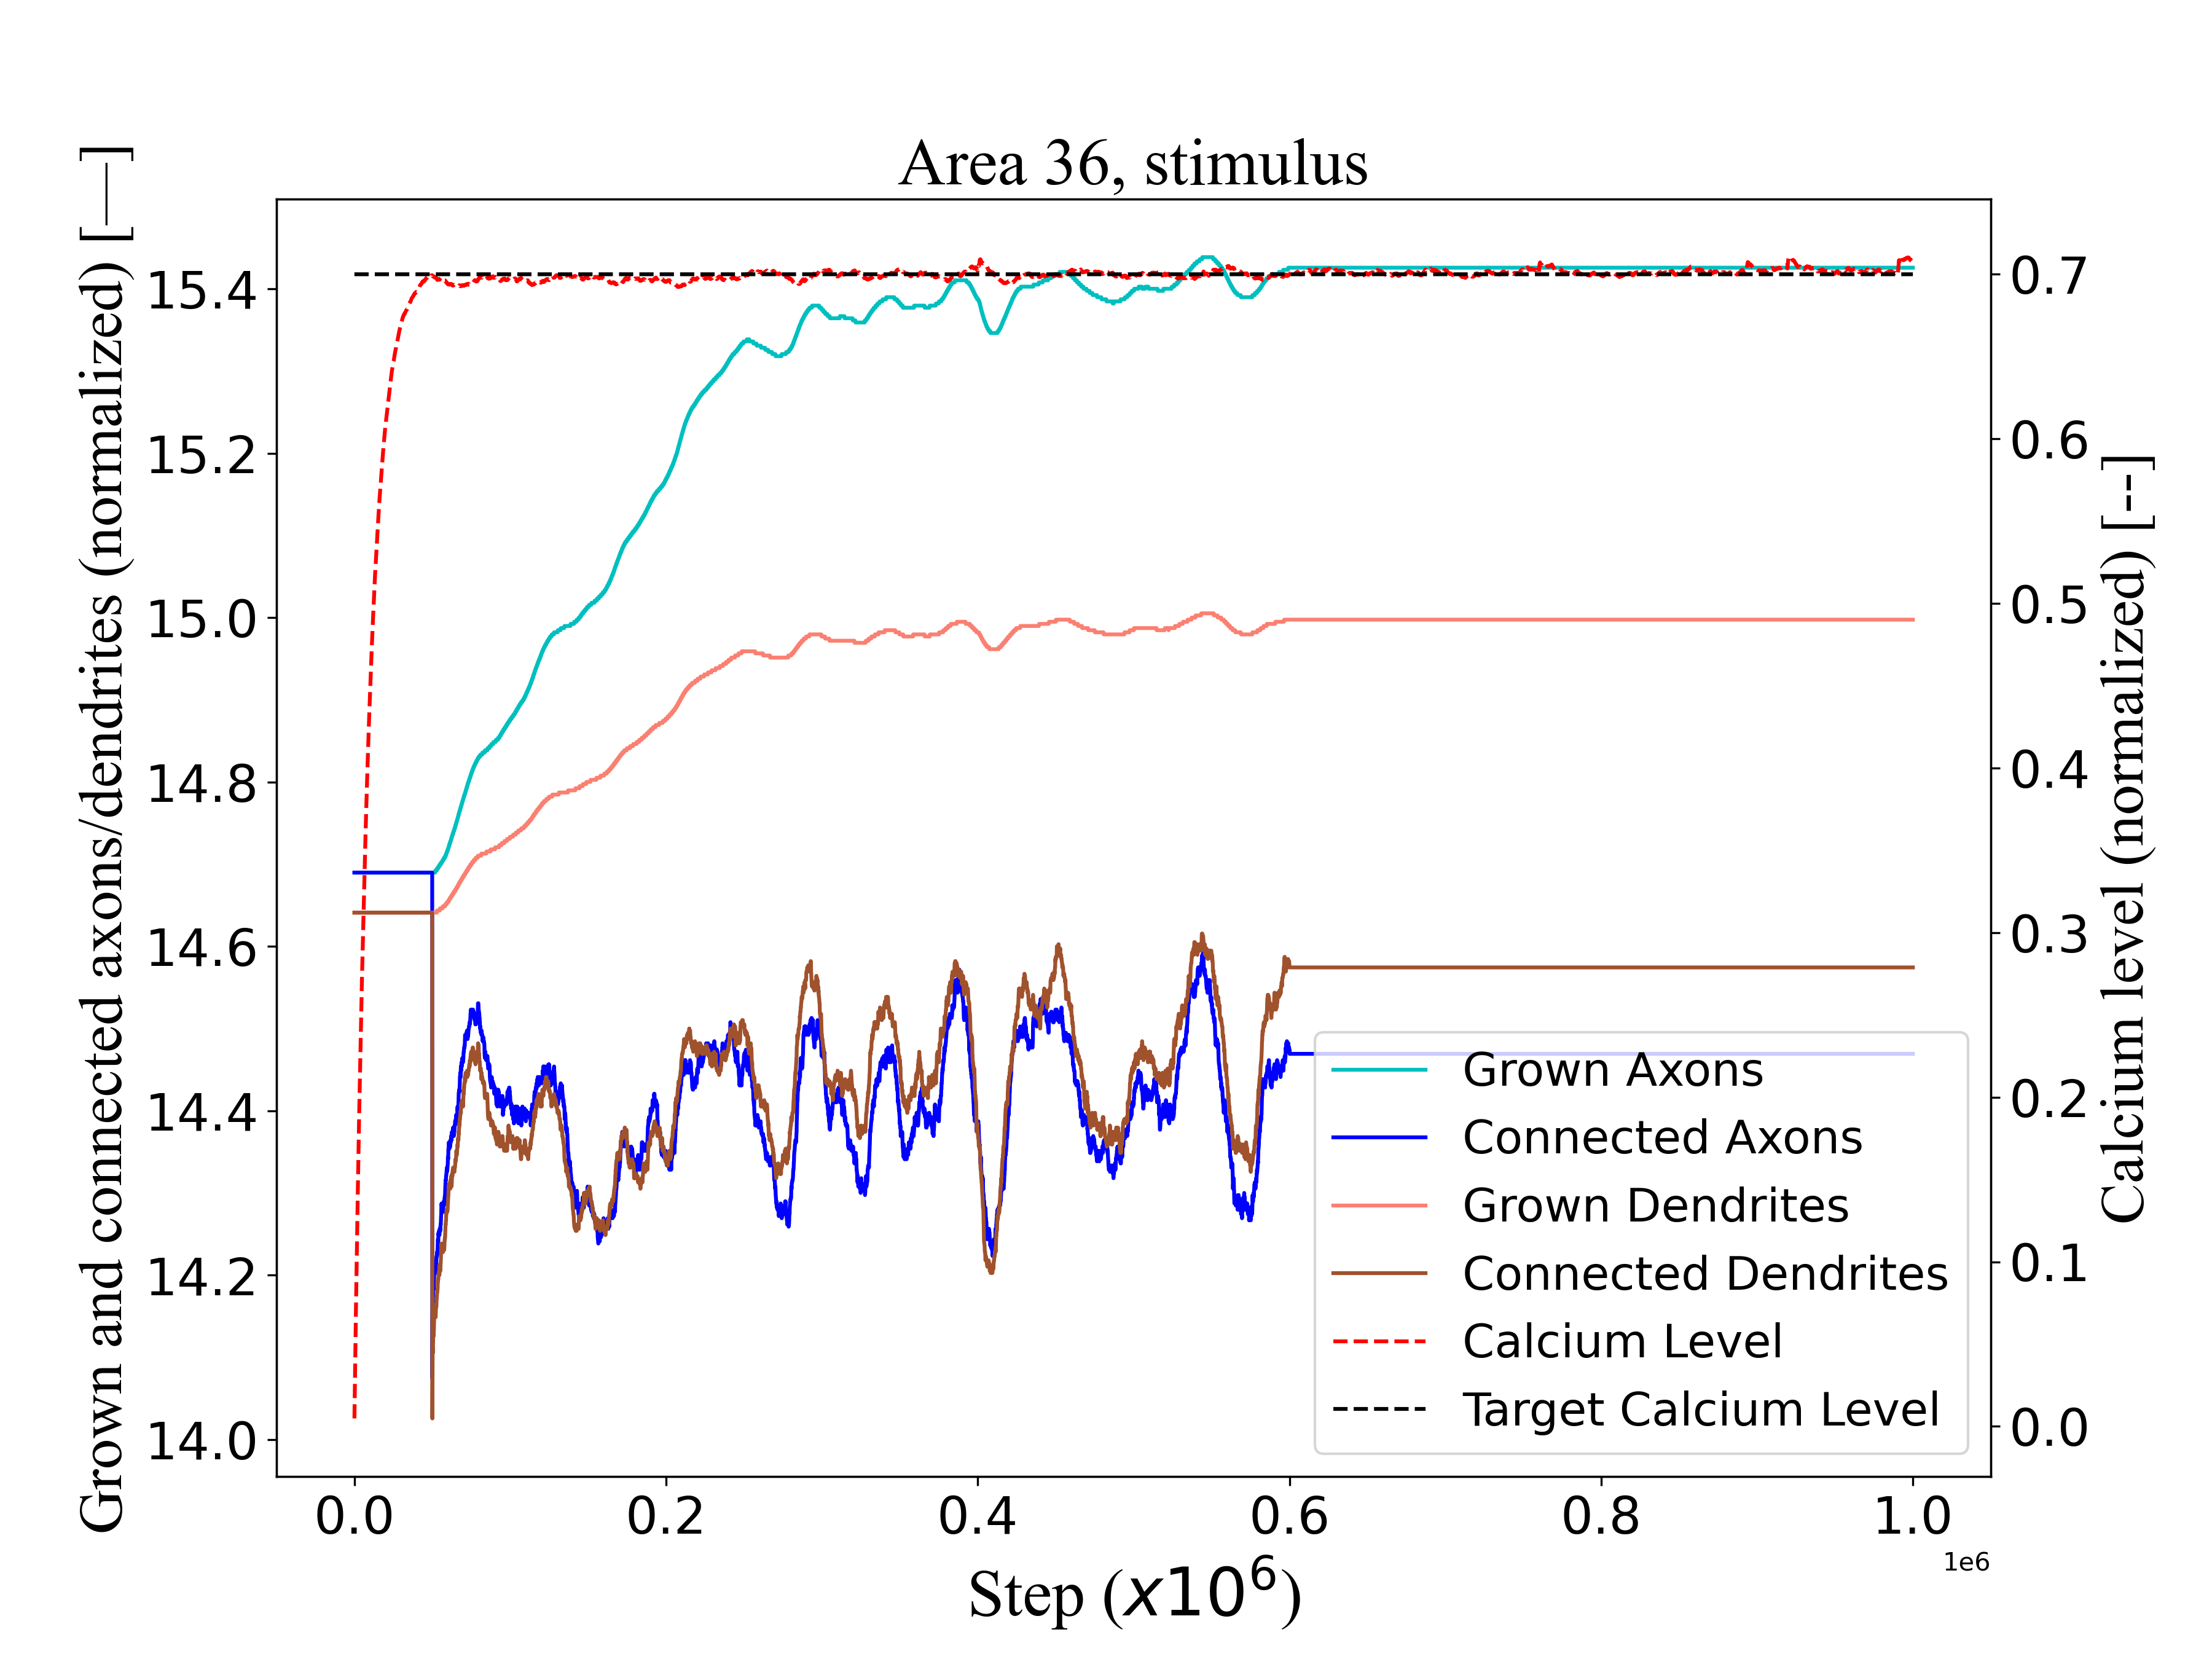 Area 36, stimulus
Grown and connected axons/dendrites (normalized) [—]
15.4
15.2
15.0
14.8
14.6
14.4
14.2
14.0
0.7
0.6
0.5
0.4
0.3
0.2
0.1
0.0
Calcium level (normalized) [--]
Grown Axons
Connected Axons
Grown Dendrites
Connected Dendrites
Calcium Level
Target Calcium Level
0.0 0.2 0.4 0.6 0.8 1.0
1e6
Step (x10⁶)